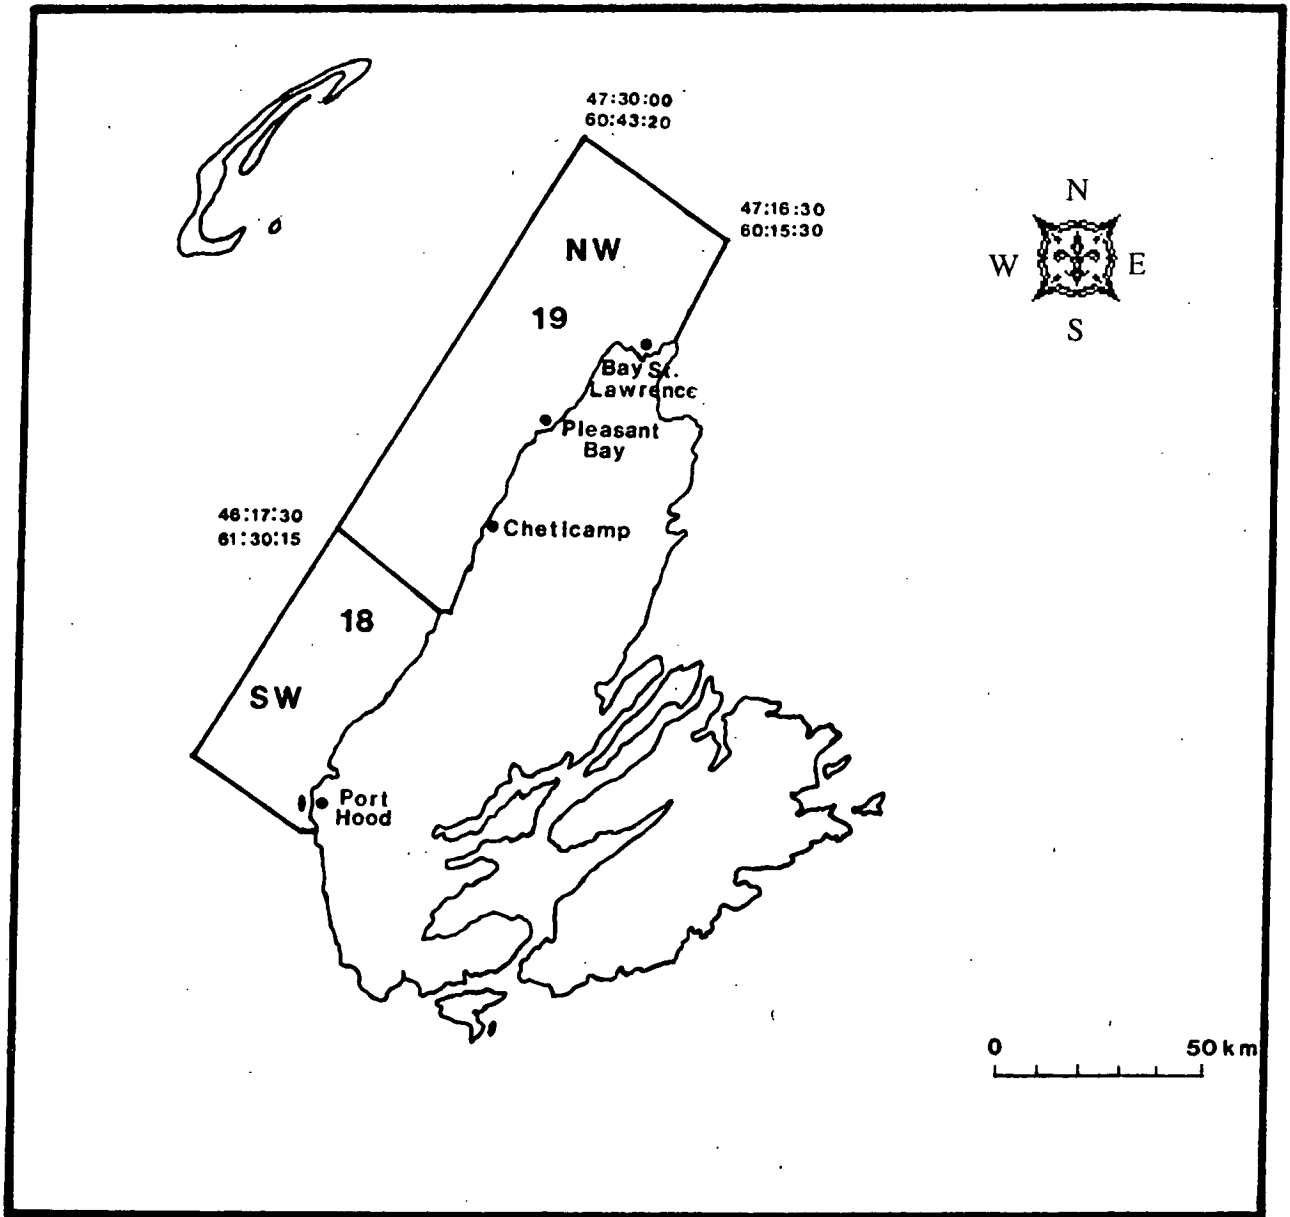 47:30:00
60:43:20
47:16:30
60:15:30
N
W E
S
NW
19
Bay St.
Lawrence
Pleasant
Bay
Cheticamp
46:17:30
61:30:15
18
SW
Port
Hood
0 50 km